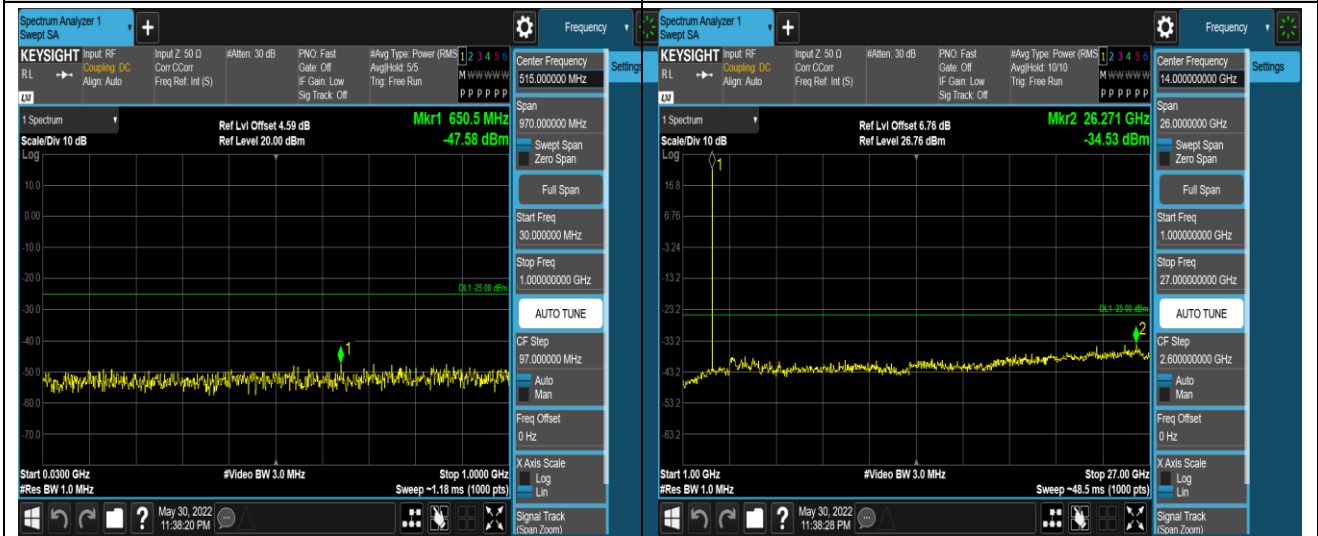 Spectrum Analyzer 1
Swept SA
+
Frequency
KEYSIGHT
RL
LXI
Input: RF
Coupling: DC
Align: Auto
Input Z: 50 Ω
Corr CCorr
Freq Ref: Int (S)
#Atten: 30 dB
PNO: Fast
Gate: Off
IF Gain: Low
Sig Track: Off
#Avg Type: Power (RMS
Avg|Hold: 5/5
Trig: Free Run
1 2 3 4 5 6
M W W W W W
P P P P P P
1 Spectrum
Scale/Div 10 dB
Log
Ref Lvl Offset 4.59 dB
Ref Level 20.00 dBm
Mkr1 650.5 MHz
-47.58 dBm
10.0
0.00
-10.0
-20.0
DL1 -25.00 dBm
-30.0
-40.0
1
-50.0
-60.0
-70.0
Start 0.0300 GHz
#Res BW 1.0 MHz
#Video BW 3.0 MHz
Stop 1.0000 GHz
Sweep ~1.18 ms (1000 pts)
?
May 30, 2022
11:38:20 PM
Center Frequency
515.000000 MHz
Settings
Span
970.000000 MHz
Swept Span
Zero Span
Full Span
Start Freq
30.000000 MHz
Stop Freq
1.000000000 GHz
AUTO TUNE
CF Step
97.000000 MHz
Auto
Man
Freq Offset
0 Hz
X Axis Scale
Log
Lin
Signal Track
(Span Zoom)
Spectrum Analyzer 1
Swept SA
+
Frequency
KEYSIGHT
RL
LXI
Input: RF
Coupling: DC
Align: Auto
Input Z: 50 Ω
Corr CCorr
Freq Ref: Int (S)
#Atten: 30 dB
PNO: Fast
Gate: Off
IF Gain: Low
Sig Track: Off
#Avg Type: Power (RMS
Avg|Hold: 10/10
Trig: Free Run
1 2 3 4 5 6
M W W W W W
P P P P P P
1 Spectrum
Scale/Div 10 dB
Log
Ref Lvl Offset 6.76 dB
Ref Level 26.76 dBm
Mkr2 26.271 GHz
-34.53 dBm
1
16.8
6.76
-3.24
-13.2
-23.2
DL1 -25.00 dBm
2
-33.2
-43.2
-53.2
-63.2
Start 1.00 GHz
#Res BW 1.0 MHz
#Video BW 3.0 MHz
Stop 27.00 GHz
Sweep ~48.5 ms (1000 pts)
?
May 30, 2022
11:38:28 PM
Center Frequency
14.000000000 GHz
Settings
Span
26.0000000 GHz
Swept Span
Zero Span
Full Span
Start Freq
1.000000000 GHz
Stop Freq
27.000000000 GHz
AUTO TUNE
CF Step
2.600000000 GHz
Auto
Man
Freq Offset
0 Hz
X Axis Scale
Log
Lin
Signal Track
(Span Zoom)